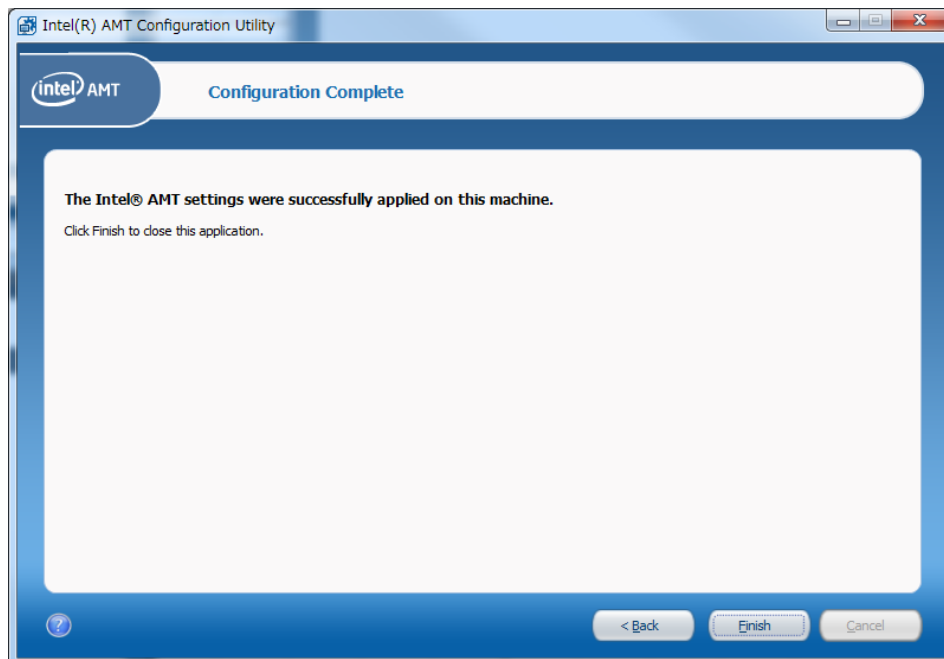 Intel(R) AMT Configuration Utility
intel AMT
Configuration Complete
The Intel® AMT settings were successfully applied on this machine.
Click Finish to close this application.
?
< Back
Finish
Cancel